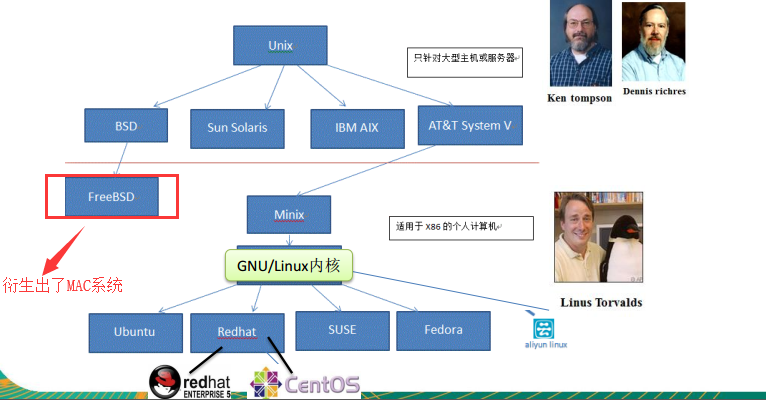 Unix
只针对大型主机或服务器
Ken tompson
Dennis richres
BSD
Sun Solaris
IBM AIX
AT&T System V
FreeBSD
Minix
适用于 X86 的个人计算机
衍生出了MAC系统
GNU/Linux内核
Linus Torvalds
Ubuntu
Redhat
SUSE
Fedora
aliyun linux
redhat
ENTERPRISE 5
CentOS